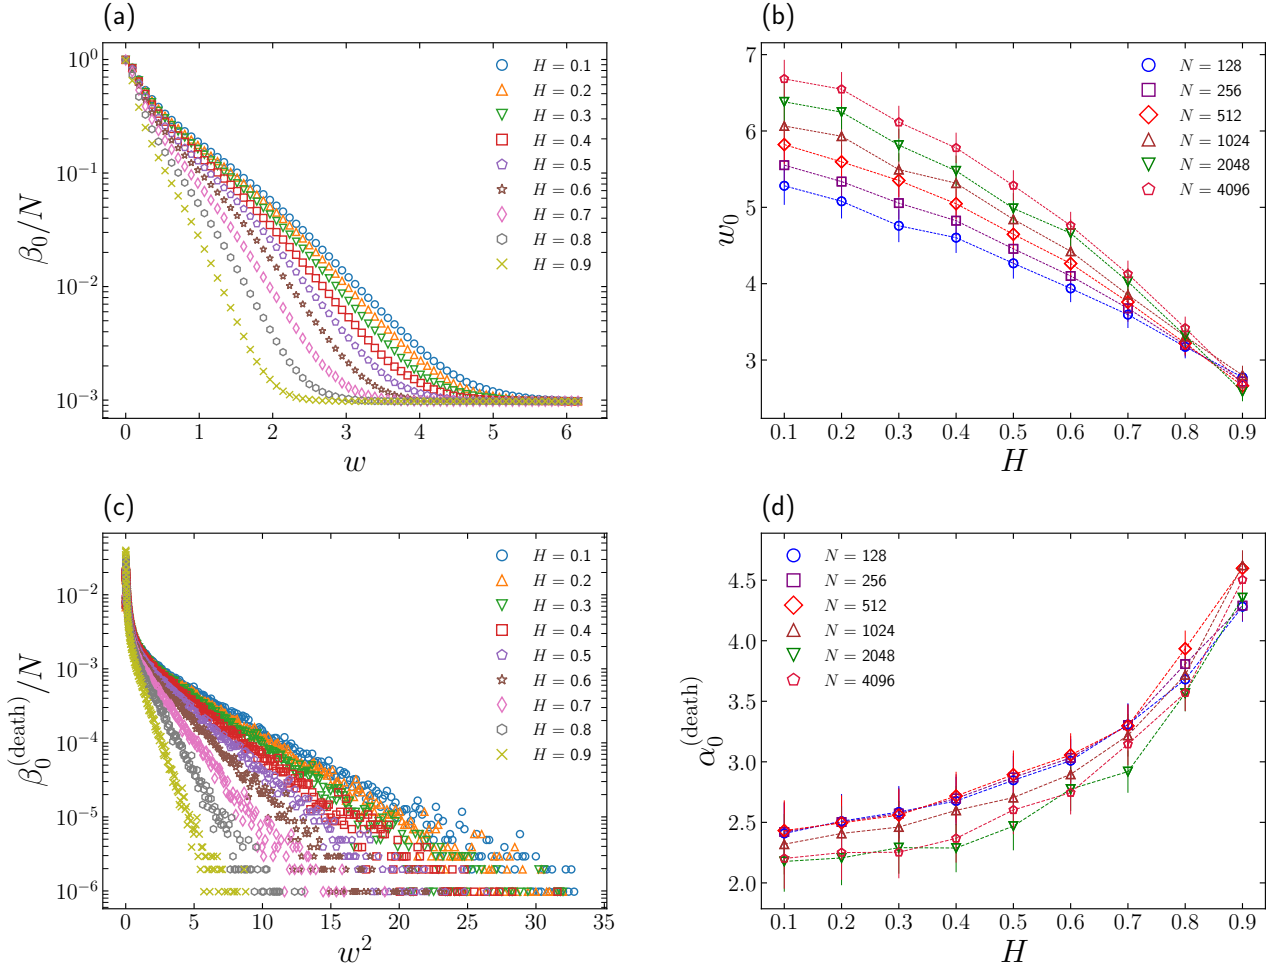 (a)
10^0
10^{-1}
10^{-2}
10^{-3}
β_0/N
0 1 2 3 4 5 6
w
H = 0.1
H = 0.2
H = 0.3
H = 0.4
H = 0.5
H = 0.6
H = 0.7
H = 0.8
H = 0.9
(b)
7
6
5
4
3
w_0
0.1 0.2 0.3 0.4 0.5 0.6 0.7 0.8 0.9
H
N = 128
N = 256
N = 512
N = 1024
N = 2048
N = 4096
(c)
10^{-2}
10^{-3}
10^{-4}
10^{-5}
10^{-6}
β_0^{(death)}/N
0 5 10 15 20 25 30 35
w^2
H = 0.1
H = 0.2
H = 0.3
H = 0.4
H = 0.5
H = 0.6
H = 0.7
H = 0.8
H = 0.9
(d)
4.5
4.0
3.5
3.0
2.5
2.0
α_0^{(death)}
0.1 0.2 0.3 0.4 0.5 0.6 0.7 0.8 0.9
H
N = 128
N = 256
N = 512
N = 1024
N = 2048
N = 4096